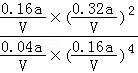 0.16a/V × (0.32a/V)²
0.04a/V × (0.16a/V)⁴